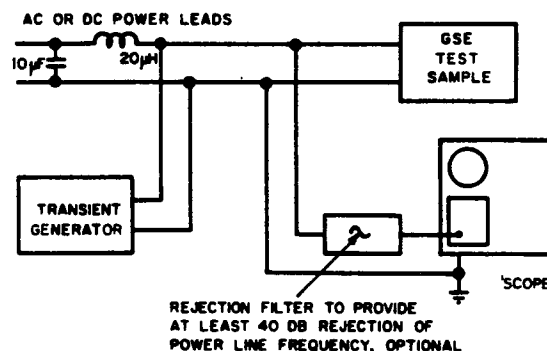 AC OR DC POWER LEADS
10μF
20μH
GSE
TEST
SAMPLE
TRANSIENT
GENERATOR
~
'SCOPE
REJECTION FILTER TO PROVIDE
AT LEAST 40 DB REJECTION OF
POWER LINE FREQUENCY, OPTIONAL